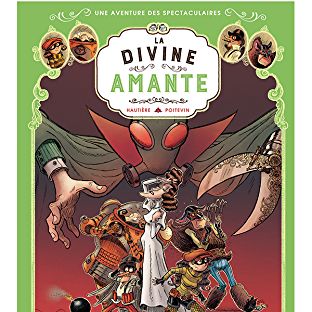 UNE AVENTURE DES SPECTACULAIRES
LA
DIVINE
AMANTE
HAUTIÈRE POITEVIN